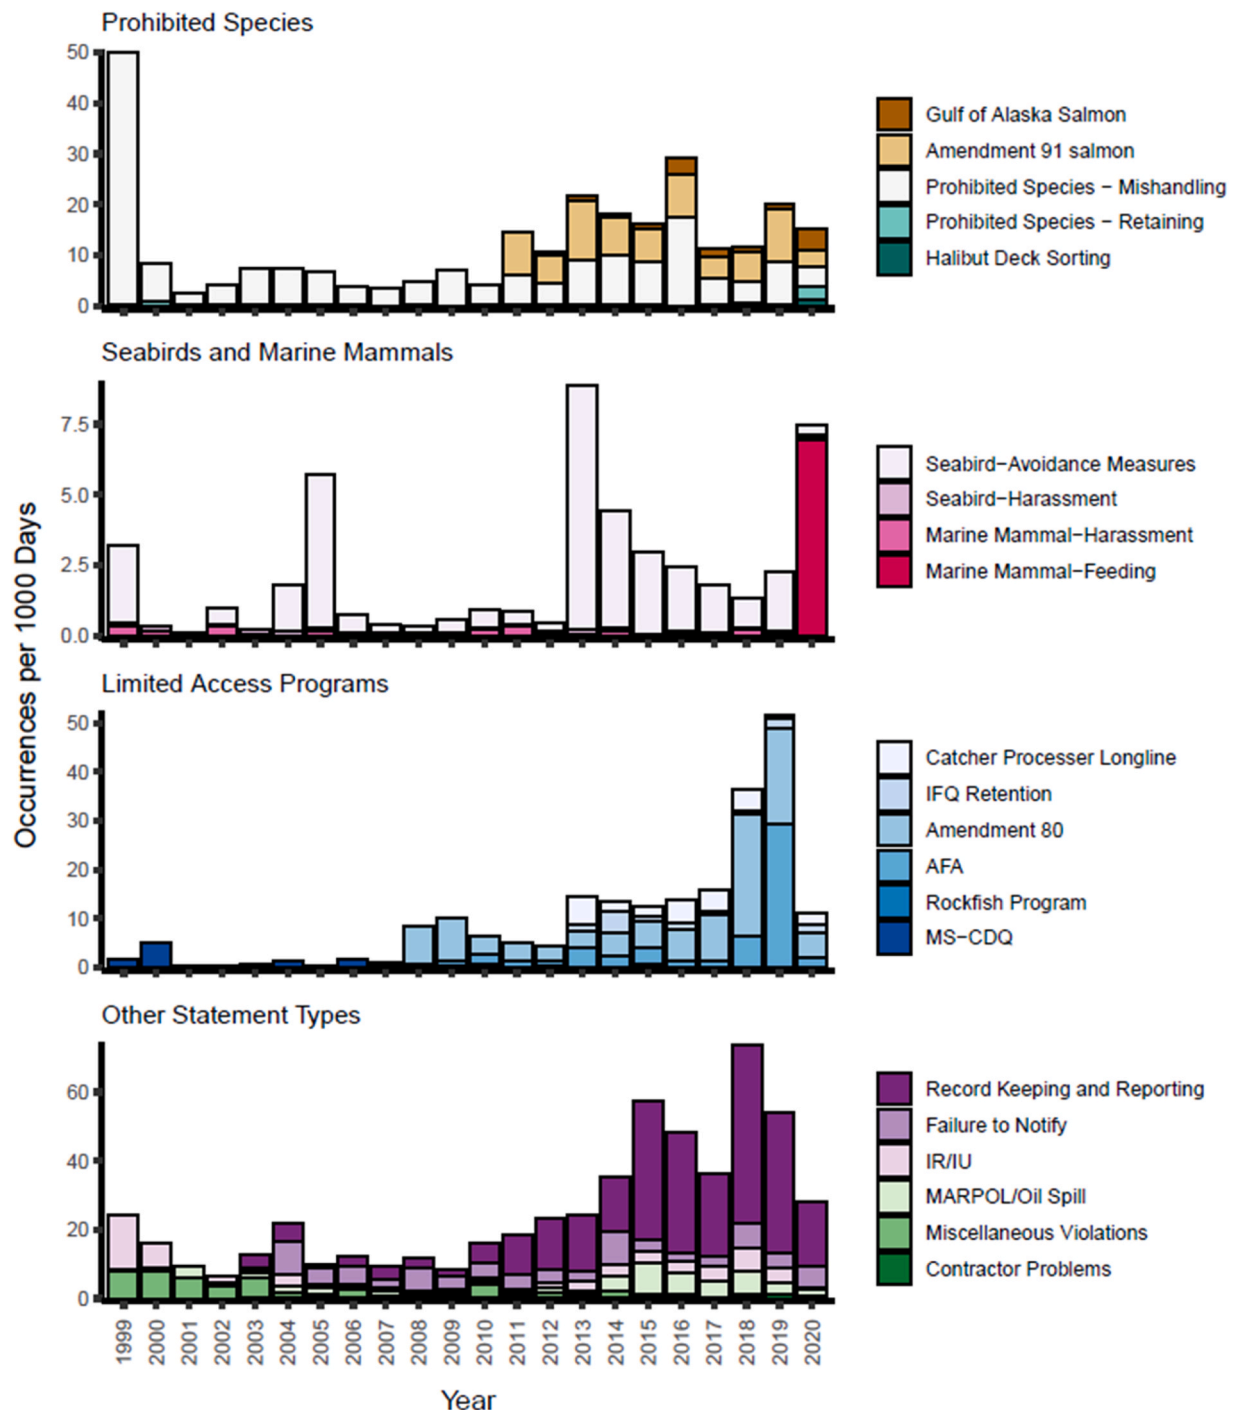 Prohibited Species
50
40
30
20
10
0
Gulf of Alaska Salmon
Amendment 91 salmon
Prohibited Species − Mishandling
Prohibited Species − Retaining
Halibut Deck Sorting
Seabirds and Marine Mammals
7.5
5.0
2.5
0.0
Seabird−Avoidance Measures
Seabird−Harassment
Marine Mammal−Harassment
Marine Mammal−Feeding
Occurrences per 1000 Days
Limited Access Programs
50
40
30
20
10
0
Catcher Processer Longline
IFQ Retention
Amendment 80
AFA
Rockfish Program
MS−CDQ
Other Statement Types
60
40
20
0
Record Keeping and Reporting
Failure to Notify
IR/IU
MARPOL/Oil Spill
Miscellaneous Violations
Contractor Problems
1999 2000 2001 2002 2003 2004 2005 2006 2007 2008 2009 2010 2011 2012 2013 2014 2015 2016 2017 2018 2019 2020
Year